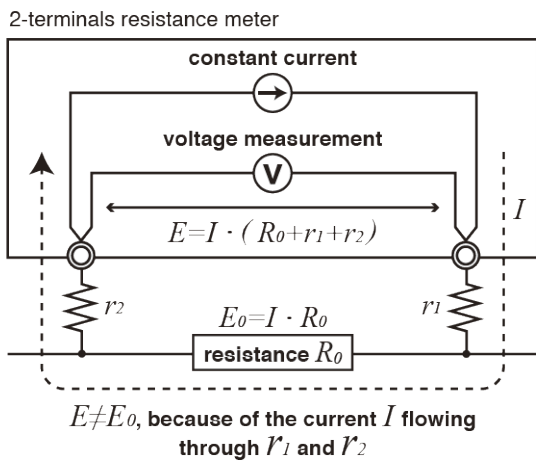 2-terminals resistance meter
constant current
voltage measurement
V
I
E=I · ( R₀+r₁+r₂)
r₂
r₁
E₀=I · R₀
resistance R₀
E≠E₀, because of the current I flowing
through r₁ and r₂